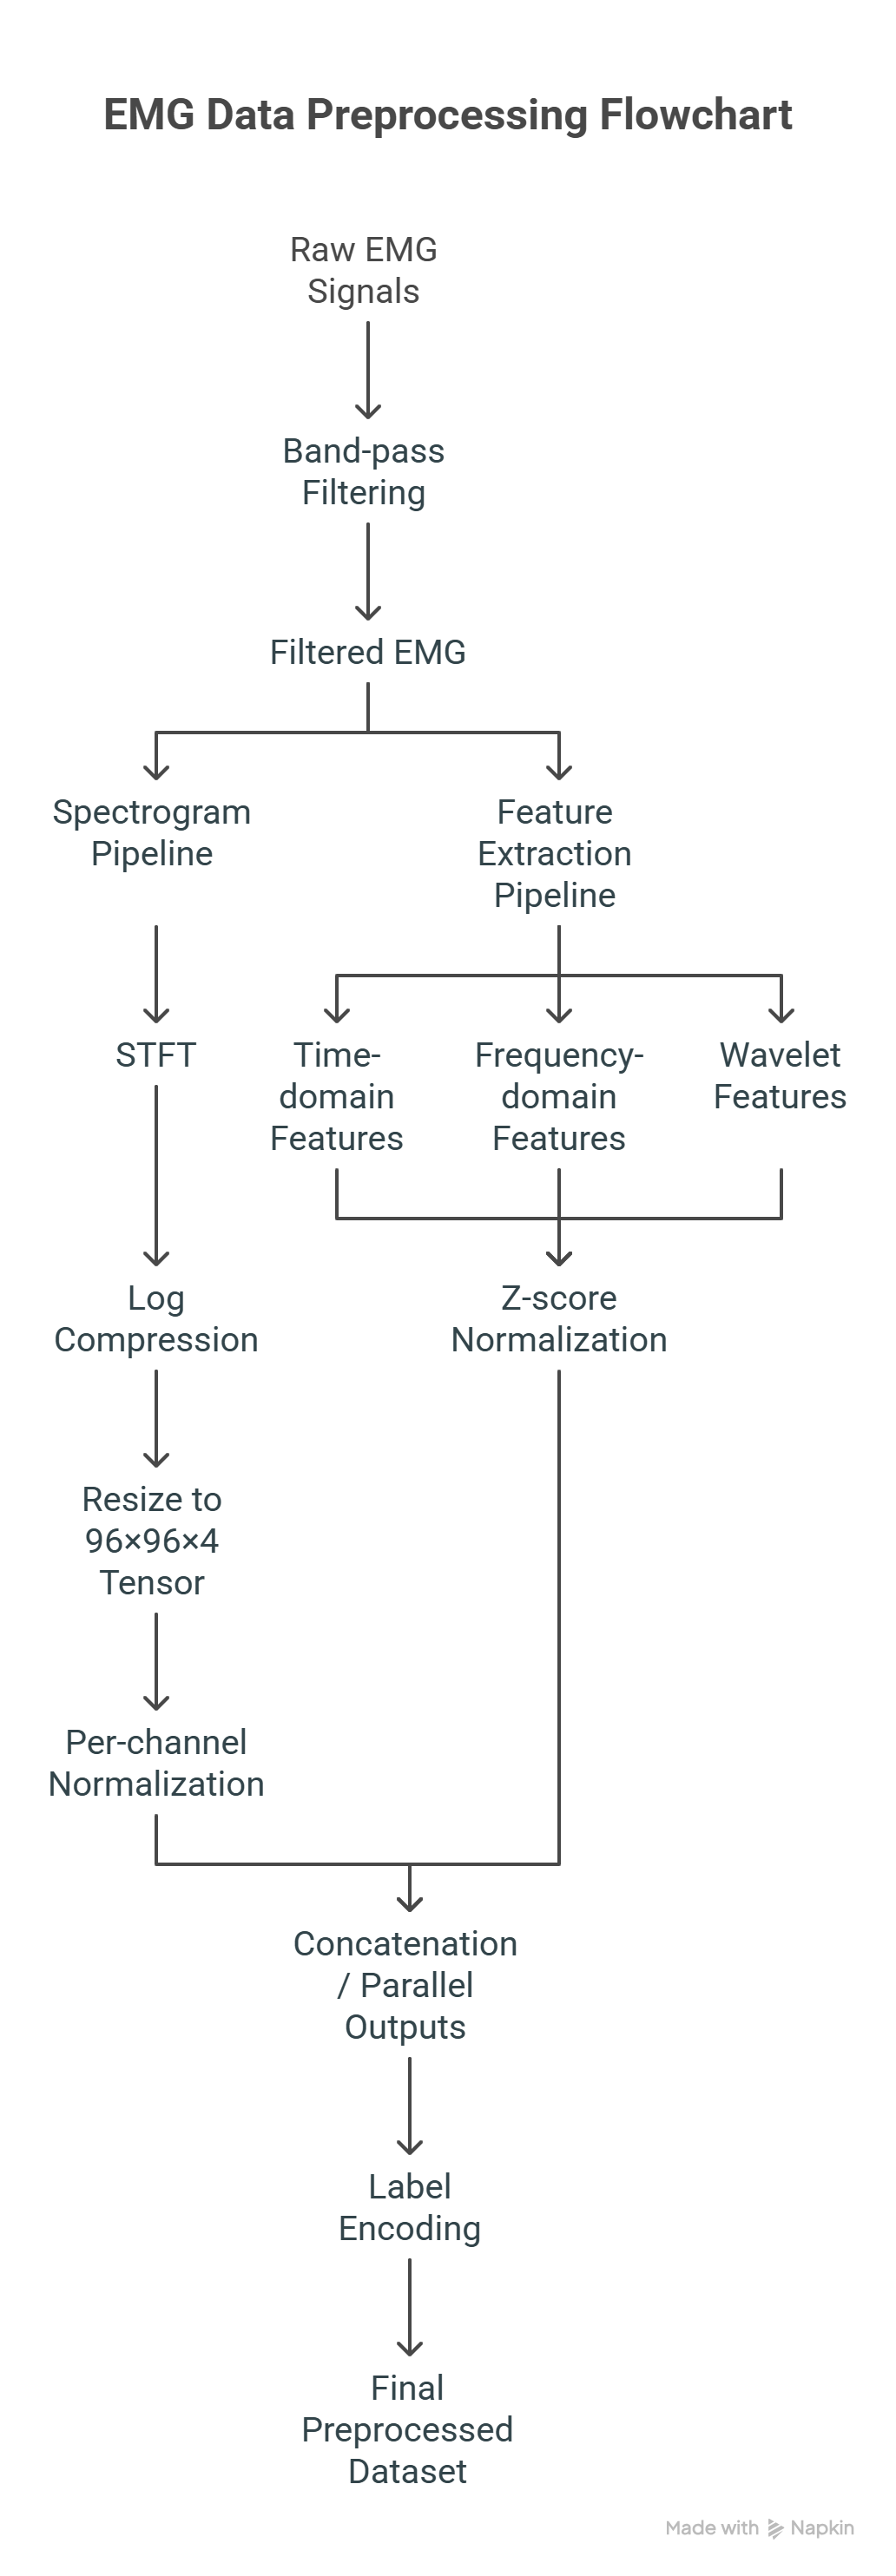 EMG Data Preprocessing Flowchart
Raw EMG
Signals
Band-pass
Filtering
Filtered EMG
Spectrogram
Pipeline
Feature
Extraction
Pipeline
STFT
Time-
domain
Features
Frequency-
domain
Features
Wavelet
Features
Log
Compression
Z-score
Normalization
Resize to
96×96×4
Tensor
Per-channel
Normalization
Concatenation
/ Parallel
Outputs
Label
Encoding
Final
Preprocessed
Dataset
Made with Napkin